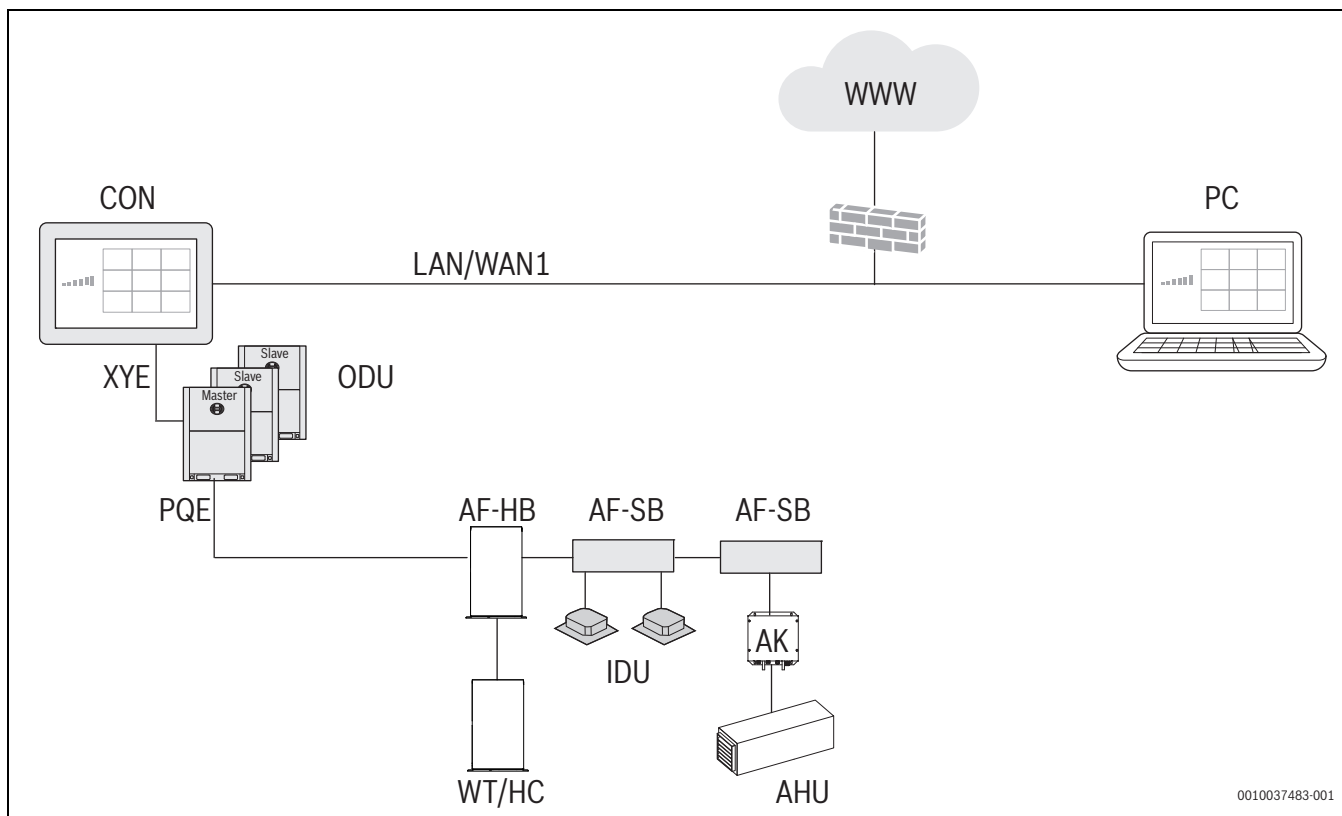 WWW
CON
PC
LAN/WAN1
Slave
Slave
Master
XYE
ODU
PQE
AF-HB
AF-SB
AF-SB
AK
IDU
WT/HC
AHU
0010037483-001